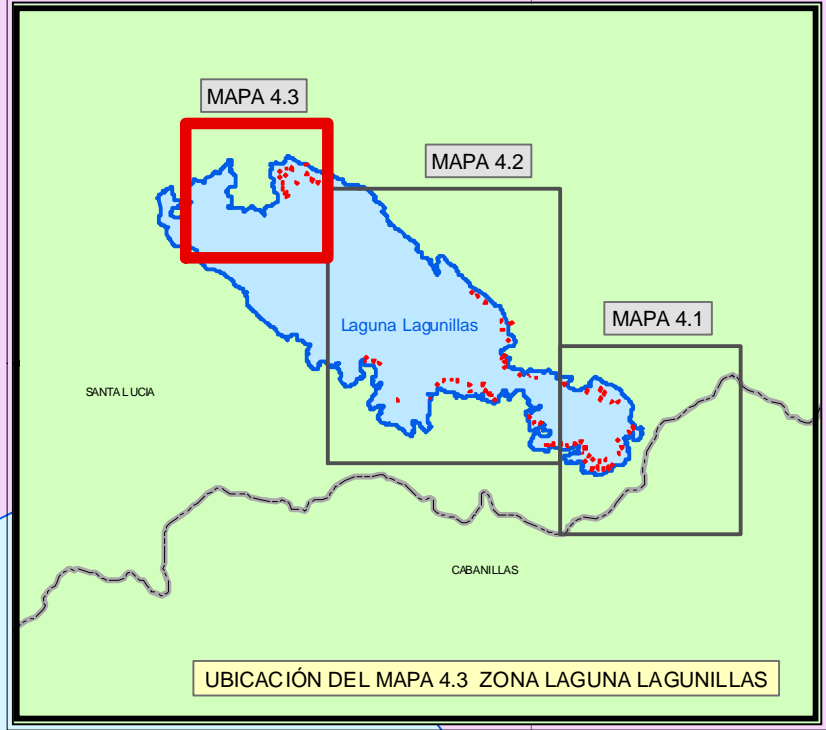 MAPA 4.3
MAPA 4.2
MAPA 4.1
Laguna Lagunillas
SANTA LUCIA
CABANILLAS
UBICACIÓN DEL MAPA 4.3 ZONA LAGUNA LAGUNILLAS